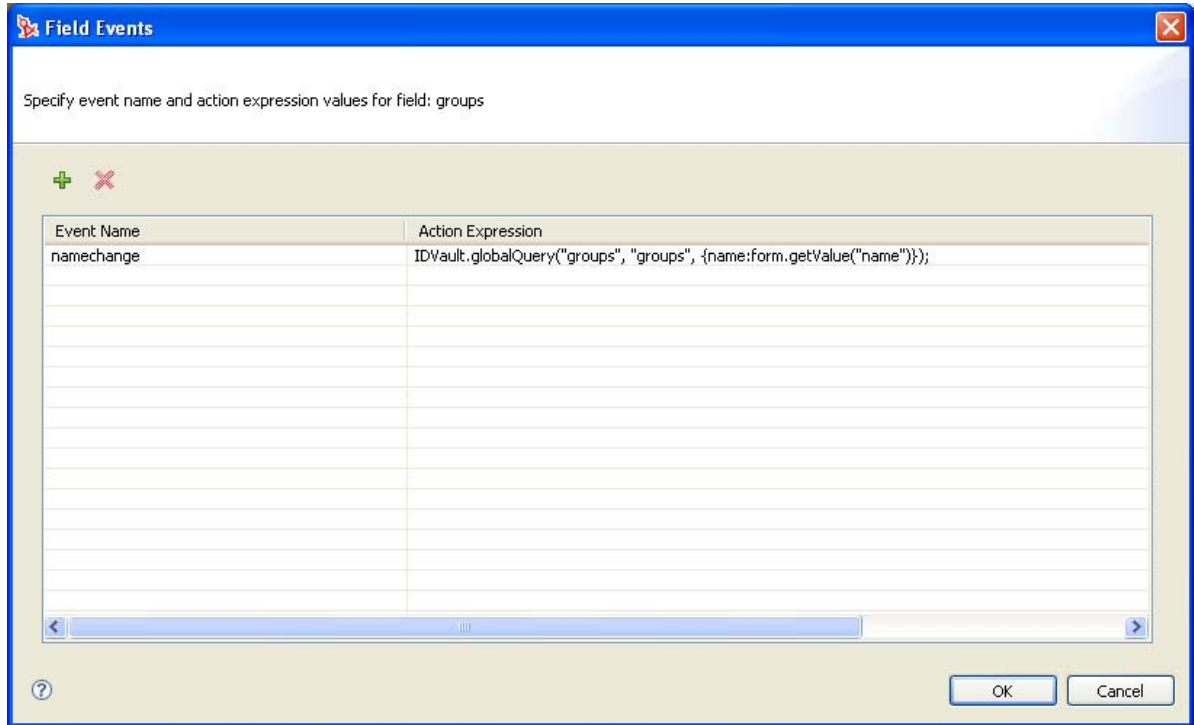 Field Events
Specify event name and action expression values for field: groups
Event Name Action Expression
namechange IDVault.globalQuery("groups", "groups", {name:form.getValue("name")});
OK Cancel